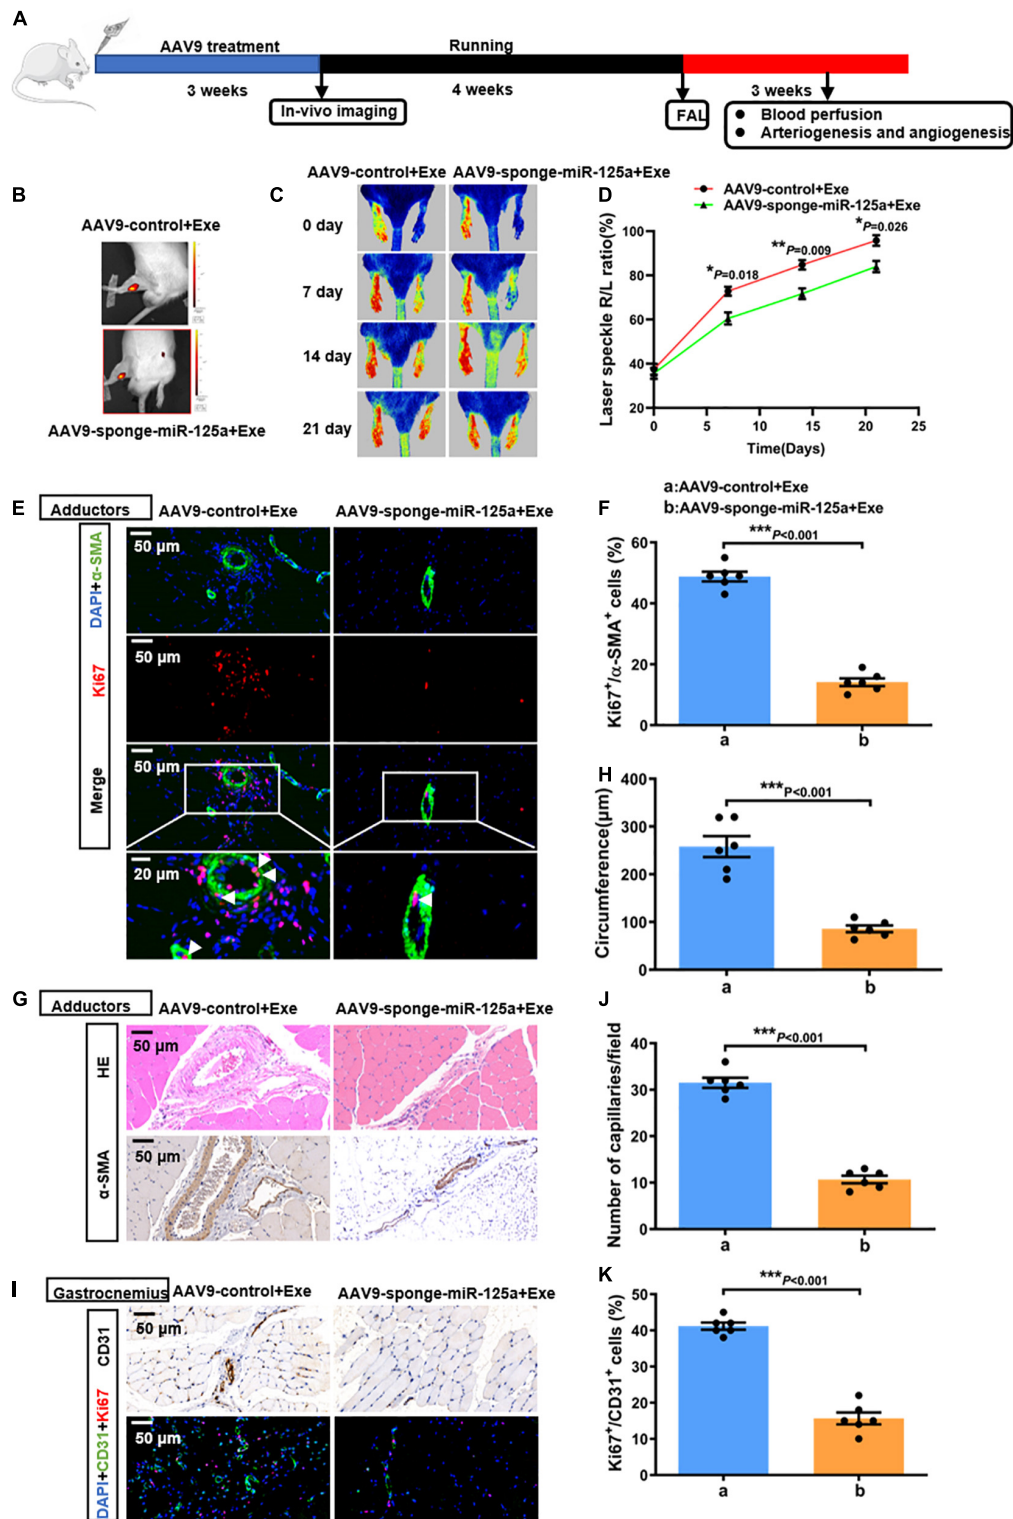 A
AAV9 treatment
Running
3 weeks
4 weeks
3 weeks
In-vivo imaging
FAL
● Blood perfusion
● Arteriogenesis and angiogenesis
B
AAV9-control+Exe
AAV9-sponge-miR-125a+Exe
C
AAV9-control+Exe AAV9-sponge-miR-125a+Exe
0 day
7 day
14 day
21 day
D
AAV9-control+Exe
AAV9-sponge-miR-125a+Exe
Laser speckle R/L ratio(%)
100
80
60
40
20
*P=0.018
**P=0.009
*P=0.026
0 5 10 15 20 25
Time(Days)
E
Adductors
AAV9-control+Exe
AAV9-sponge-miR-125a+Exe
DAPI+α-SMA
Ki67
Merge
50 µm
50 µm
50 µm
20 µm
a:AAV9-control+Exe
b:AAV9-sponge-miR-125a+Exe
F
Ki67⁺/α-SMA⁺ cells (%)
60
40
20
0
***P<0.001
a b
H
Circumference(µm)
400
300
200
100
0
***P<0.001
a b
G
Adductors
AAV9-control+Exe
AAV9-sponge-miR-125a+Exe
HE
α-SMA
50 µm
50 µm
J
Number of capillaries/field
40
30
20
10
0
***P<0.001
a b
I
Gastrocnemius
AAV9-control+Exe
AAV9-sponge-miR-125a+Exe
CD31
DAPI+CD31+Ki67
50 µm
50 µm
K
Ki67⁺/CD31⁺ cells (%)
50
40
30
20
10
0
***P<0.001
a b